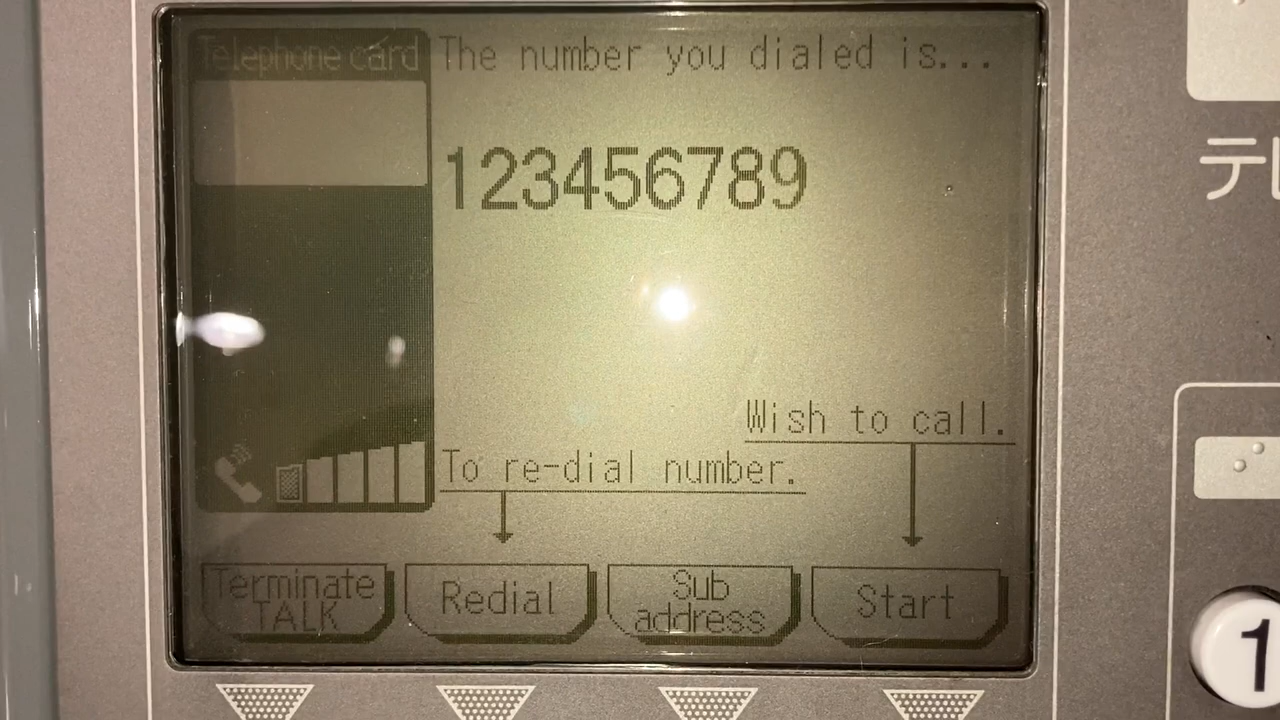 Telephone card
The number you dialed is...
123456789
Wish to call.
To re-dial number.
Terminate
TALK
Redial
Sub
address
Start
テレ
1